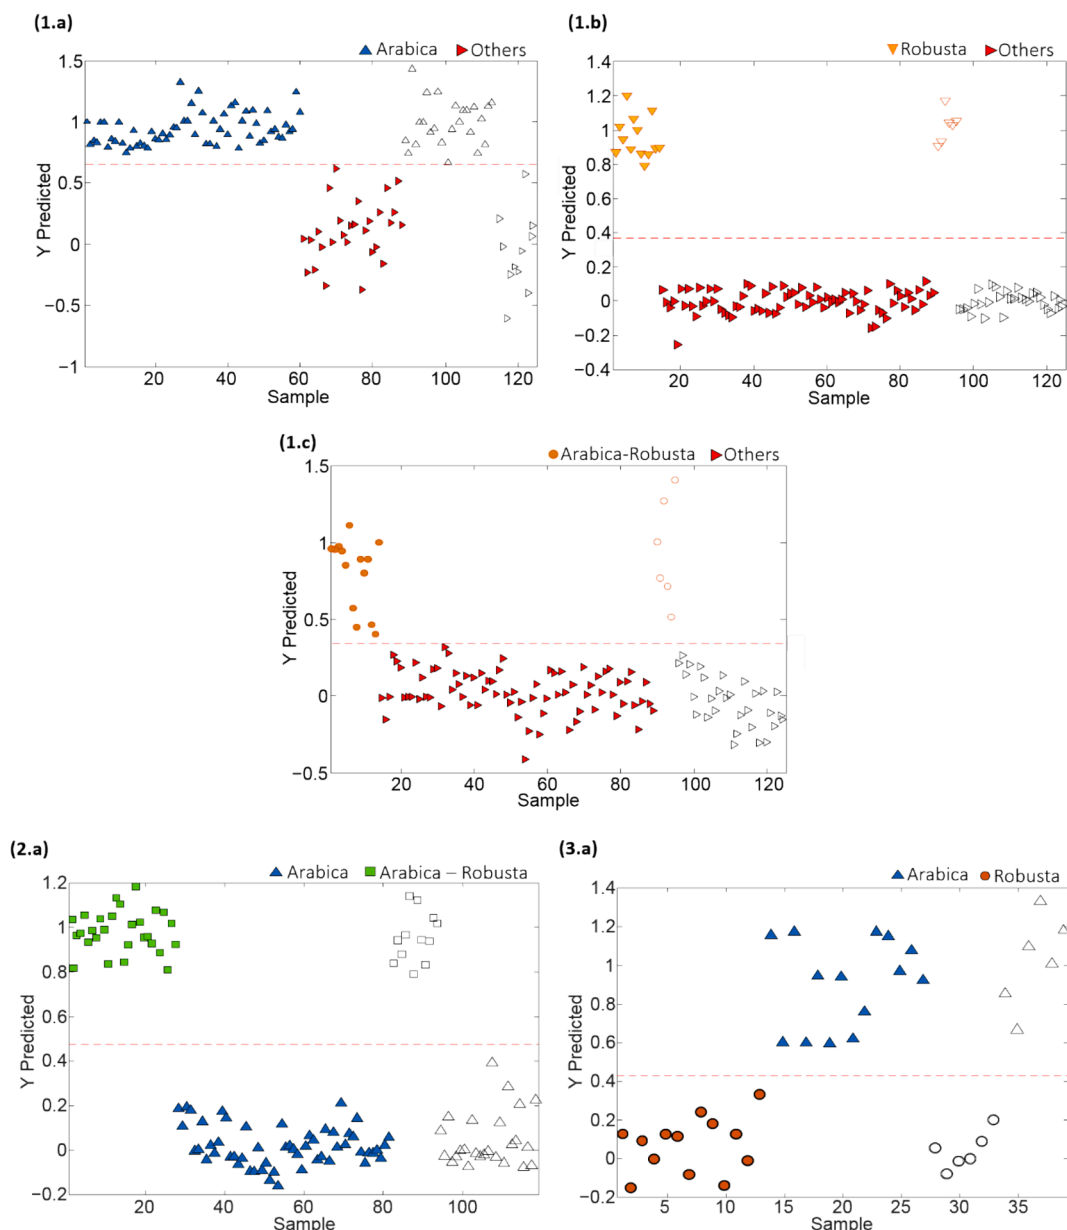 (1.a)
Arabica Others
1.5
1
0.5
0
−0.5
−1
Y Predicted
20 40 60 80 100 120
Sample
(1.b)
Robusta Others
1.4
1.2
1
0.8
0.6
0.4
0.2
0
−0.2
−0.4
Y Predicted
20 40 60 80 100 120
Sample
(1.c)
Arabica-Robusta Others
1.5
1
0.5
0
−0.5
Y Predicted
20 40 60 80 100 120
Sample
(2.a)
Arabica Arabica – Robusta
1.2
1
0.8
0.6
0.4
0.2
0
−0.2
Y Predicted
20 40 60 80 100
Sample
(3.a)
Arabica Robusta
1.4
1.2
1
0.8
0.6
0.4
0.2
0
−0.2
Y Predicted
5 10 15 20 25 30 35
Sample